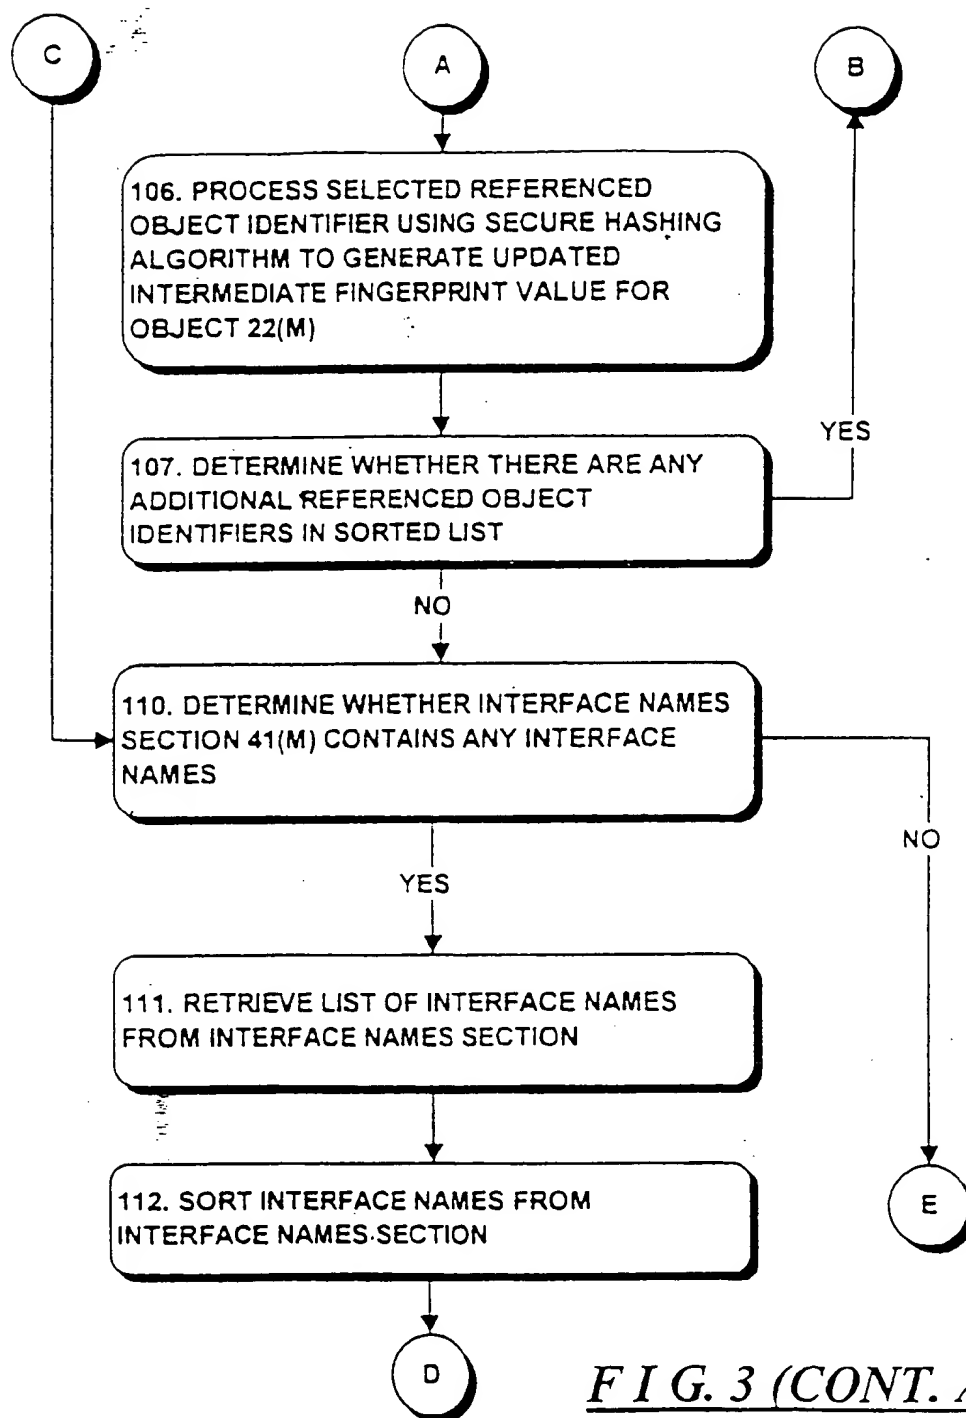 C
A
B
106. PROCESS SELECTED REFERENCED
OBJECT IDENTIFIER USING SECURE HASHING
ALGORITHM TO GENERATE UPDATED
INTERMEDIATE FINGERPRINT VALUE FOR
OBJECT 22(M)
YES
107. DETERMINE WHETHER THERE ARE ANY
ADDITIONAL REFERENCED OBJECT
IDENTIFIERS IN SORTED LIST
NO
110. DETERMINE WHETHER INTERFACE NAMES
SECTION 41(M) CONTAINS ANY INTERFACE
NAMES
NO
YES
111. RETRIEVE LIST OF INTERFACE NAMES
FROM INTERFACE NAMES SECTION
112. SORT INTERFACE NAMES FROM
INTERFACE NAMES SECTION
E
D
FIG. 3 (CONT.